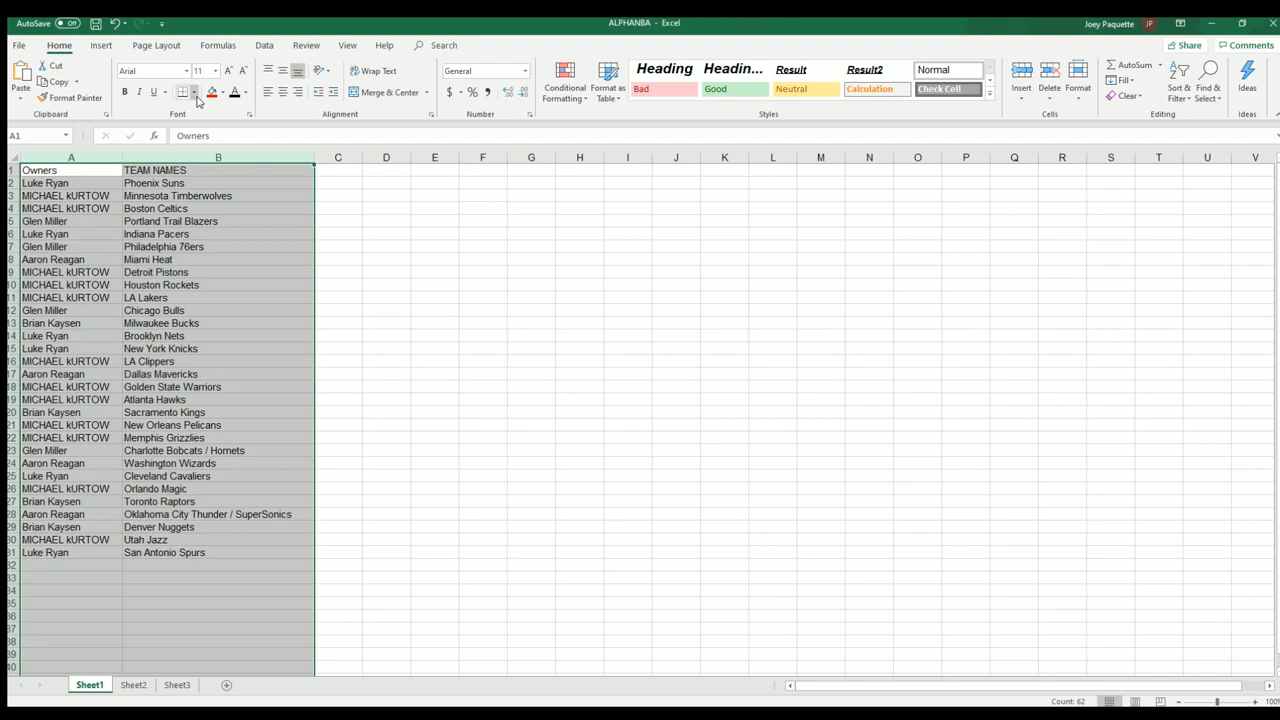 AutoSave Off ALPHANBA - Excel Joey Paquette JP
File Home Insert Page Layout Formulas Data Review View Help Search Share Comments
Paste Cut Copy Format Painter Clipboard
Arial 11 B I U Font
Wrap Text Merge & Center Alignment
General $ % Number
Conditional Formatting Format as Table
Heading Headin... Result Result2 Normal
Bad Good Neutral Calculation Check Cell
Styles
Insert Delete Format Cells
AutoSum Fill Clear Sort & Filter Find & Select Editing
Ideas Ideas
A1 fx Owners
A B C D E F G H I J K L M N O P Q R S T U V
1 Owners TEAM NAMES
2 Luke Ryan Phoenix Suns
3 MICHAEL kURTOW Minnesota Timberwolves
4 MICHAEL kURTOW Boston Celtics
5 Glen Miller Portland Trail Blazers
6 Luke Ryan Indiana Pacers
7 Glen Miller Philadelphia 76ers
8 Aaron Reagan Miami Heat
9 MICHAEL kURTOW Detroit Pistons
10 MICHAEL kURTOW Houston Rockets
11 MICHAEL kURTOW LA Lakers
12 Glen Miller Chicago Bulls
13 Brian Kaysen Milwaukee Bucks
14 Luke Ryan Brooklyn Nets
15 Luke Ryan New York Knicks
16 MICHAEL kURTOW LA Clippers
17 Aaron Reagan Dallas Mavericks
18 MICHAEL kURTOW Golden State Warriors
19 MICHAEL kURTOW Atlanta Hawks
20 Brian Kaysen Sacramento Kings
21 MICHAEL kURTOW New Orleans Pelicans
22 MICHAEL kURTOW Memphis Grizzlies
23 Glen Miller Charlotte Bobcats / Hornets
24 Aaron Reagan Washington Wizards
25 Luke Ryan Cleveland Cavaliers
26 MICHAEL kURTOW Orlando Magic
27 Brian Kaysen Toronto Raptors
28 Aaron Reagan Oklahoma City Thunder / SuperSonics
29 Brian Kaysen Denver Nuggets
30 MICHAEL kURTOW Utah Jazz
31 Luke Ryan San Antonio Spurs
32
33
34
35
36
37
38
39
40
Sheet1 Sheet2 Sheet3
Count: 62 100%